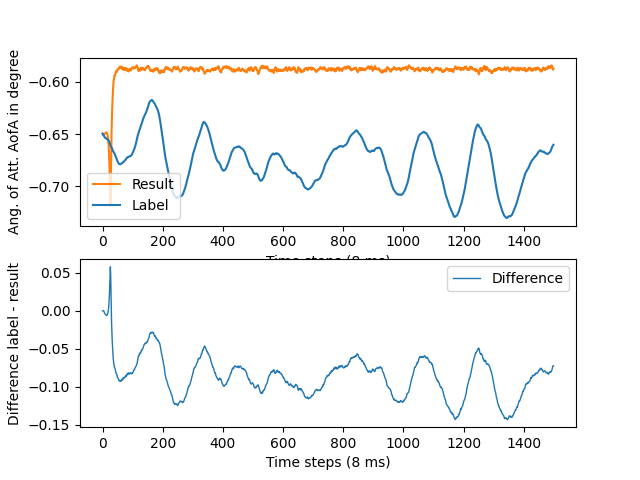 Ang. of Att. AofA in degree
−0.60
−0.65
−0.70
Result
Label
0 200 400 600 800 1000 1200 1400
Time steps (8 ms)
Difference label - result
0.05
0.00
−0.05
−0.10
−0.15
Difference
0 200 400 600 800 1000 1200 1400
Time steps (8 ms)